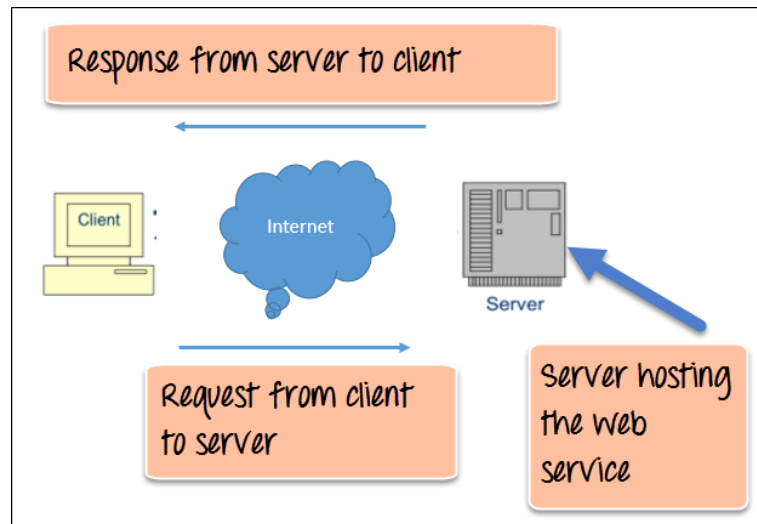 Response from server to client
Client
Internet
Server
Request from client
to server
Server hosting
the web
service